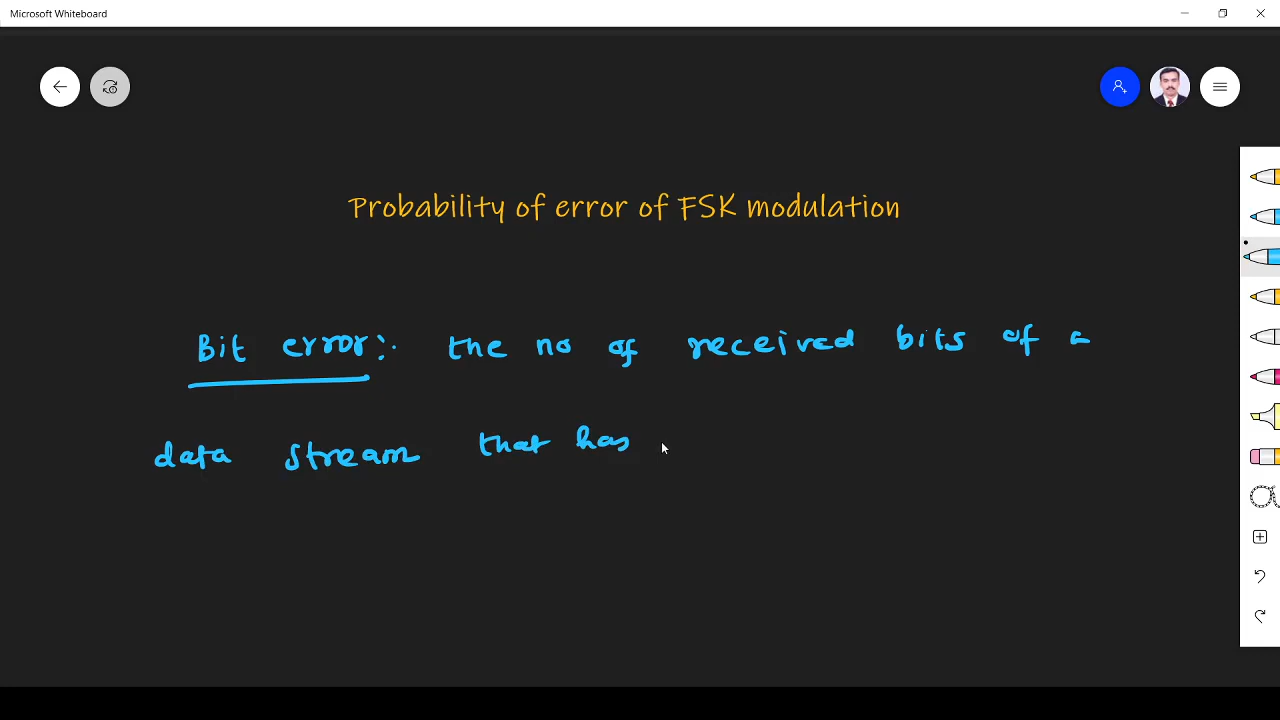 Microsoft Whiteboard
Probability of error of FSK modulation
Bit error:- the no of received bits of a
data stream that has